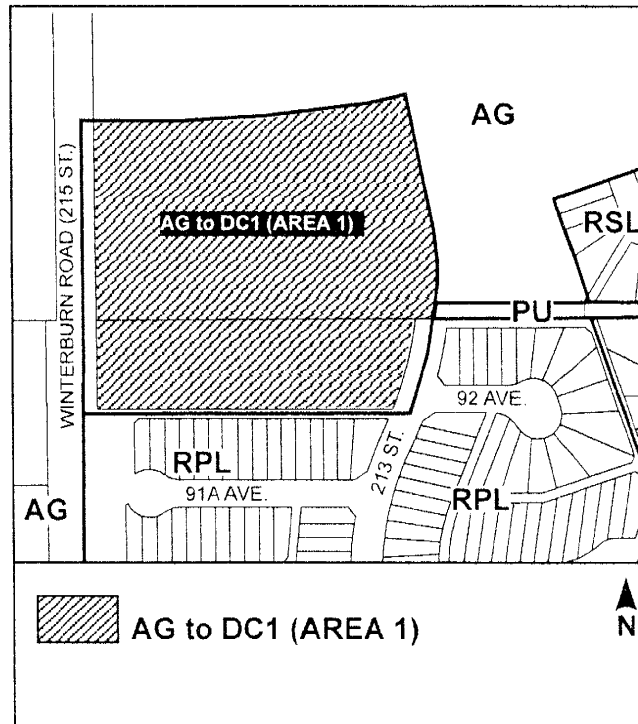 AG
WINTERBURN ROAD (215 ST.)
AG to DC1 (AREA 1)
RSL
PU
92 AVE.
213 ST.
RPL
91A AVE.
RPL
AG
AG to DC1 (AREA 1)
N